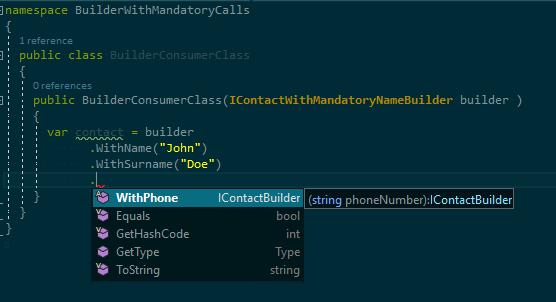 namespace BuilderWithMandatoryCalls
{
1 reference
public class BuilderConsumerClass
{
0 references
public BuilderConsumerClass(IContactWithMandatoryNameBuilder builder )
{
var contact = builder
.WithName("John")
.WithSurname("Doe")
.
WithPhone IContactBuilder (string phoneNumber):IContactBuilder
Equals bool
GetHashCode int
GetType Type
ToString string
}
}
}